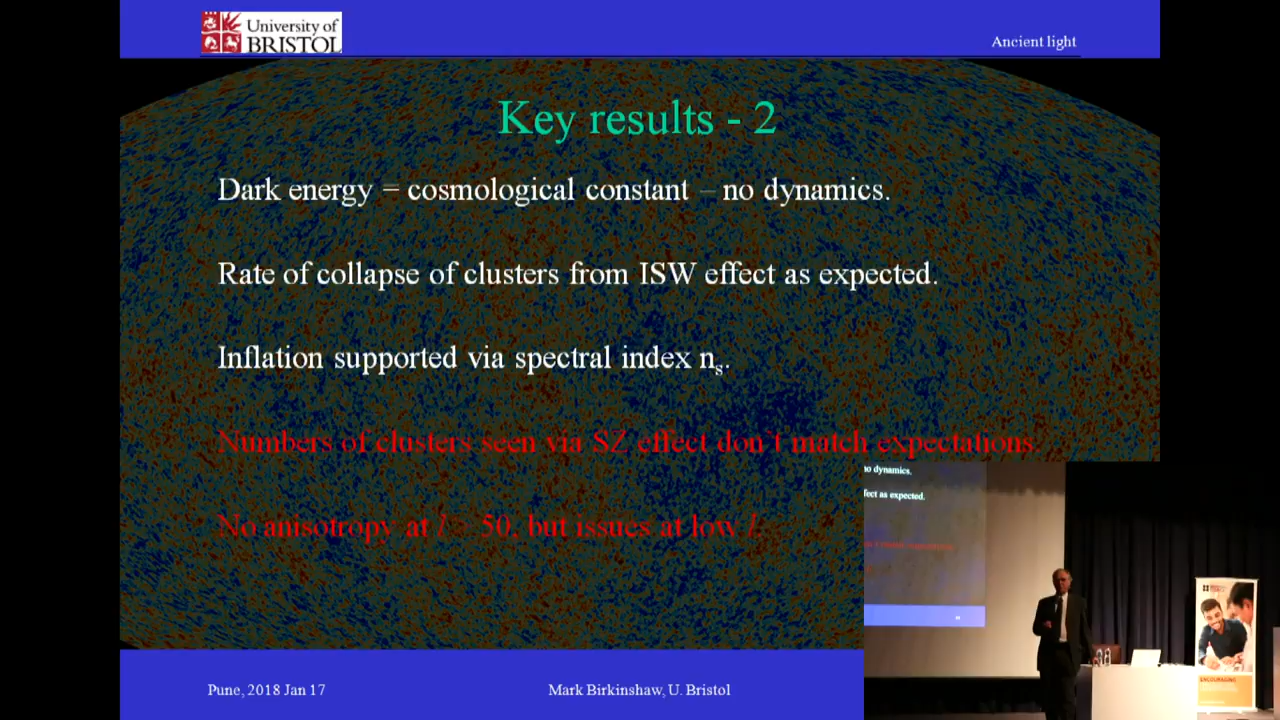 University of
BRISTOL
Ancient light
Key results - 2
Dark energy = cosmological constant – no dynamics.
Rate of collapse of clusters from ISW effect as expected.
Inflation supported via spectral index ns.
Numbers of clusters seen via SZ effect don't match expectations.
No anisotropy at l > 50, but issues at low l.
no dynamics.
fect as expected.
ENCOURAGING
Pune, 2018 Jan 17
Mark Birkinshaw, U. Bristol